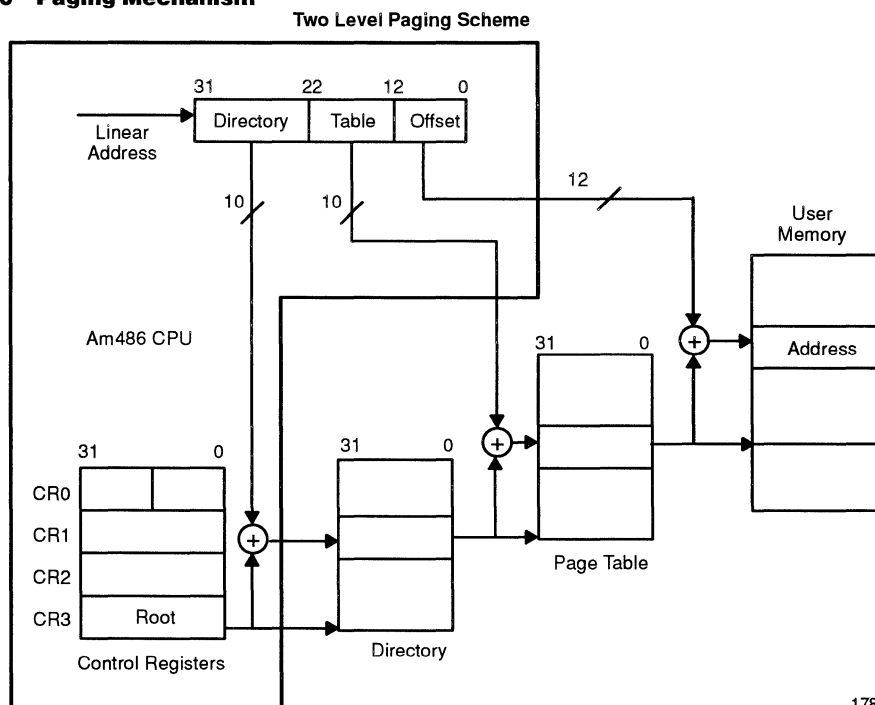 Paging Mechanism
Two Level Paging Scheme
31 22 12 0
Directory Table Offset
Linear
Address
10 10 12
User
Memory
Am486 CPU
31 0
Address
31 0
31 0
CR0
CR1
CR2
CR3 Root
Page Table
Directory
Control Registers
178